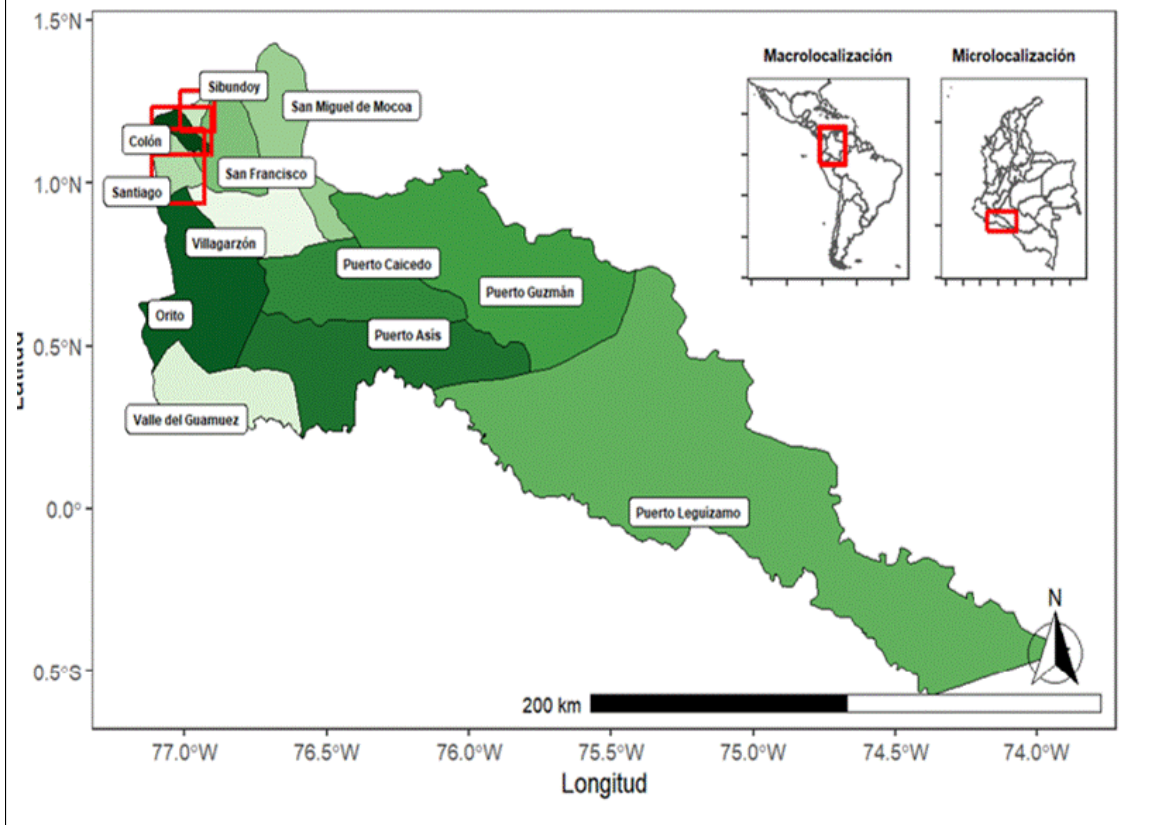 1.5°N
1.0°N
0.5°N
0.0°
0.5°S
Macrolocalización
Microlocalización
Sibundoy
San Miguel de Mocoa
Colón
San Francisco
Santiago
Villagarzón
Puerto Caicedo
Puerto Guzmán
Orito
Puerto Asis
Valle del Guamuez
Puerto Leguizamo
N
200 km
77.0°W
76.5°W
76.0°W
75.5°W
75.0°W
74.5°W
74.0°W
Longitud